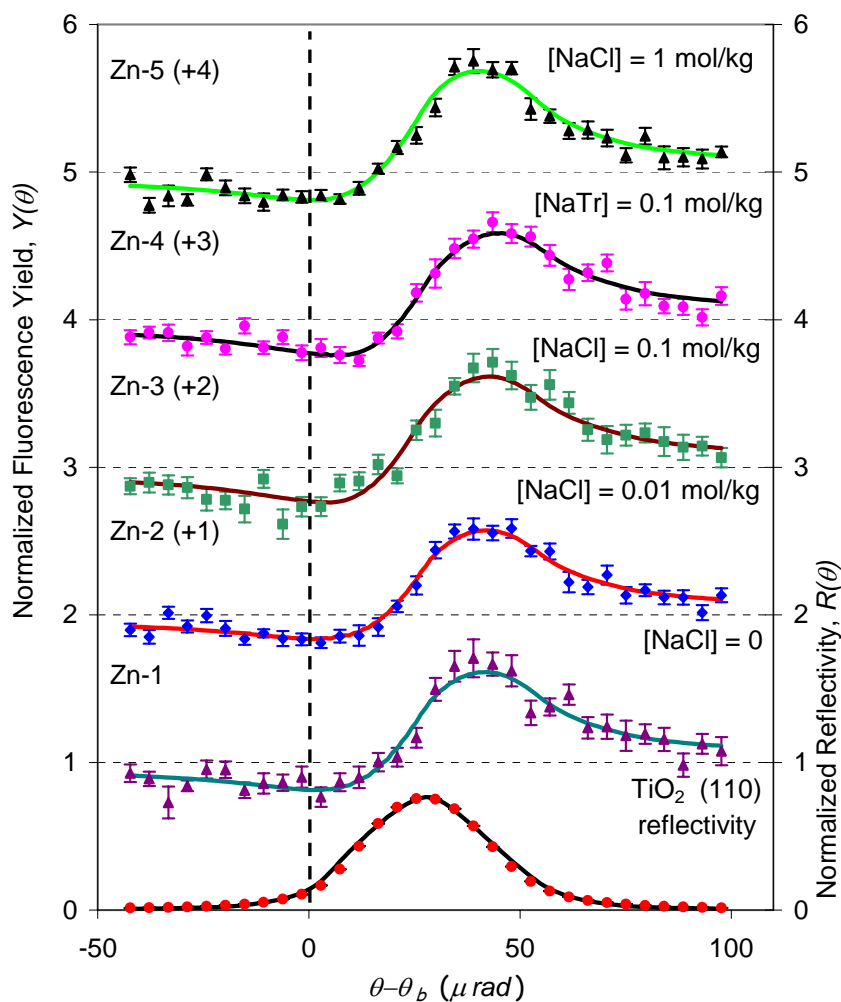 6
6
Zn-5 (+4)
[NaCl] = 1 mol/kg
5
5
[NaTr] = 0.1 mol/kg
Zn-4 (+3)
4
4
[NaCl] = 0.1 mol/kg
Zn-3 (+2)
3
3
[NaCl] = 0.01 mol/kg
Zn-2 (+1)
2
2
[NaCl] = 0
Zn-1
1
1
TiO₂ (110)
reflectivity
0
0
-50
0
50
100
θ–θ b (μ rad)
Normalized Fluorescence Yield, Y(θ)
Normalized Reflectivity, R(θ)